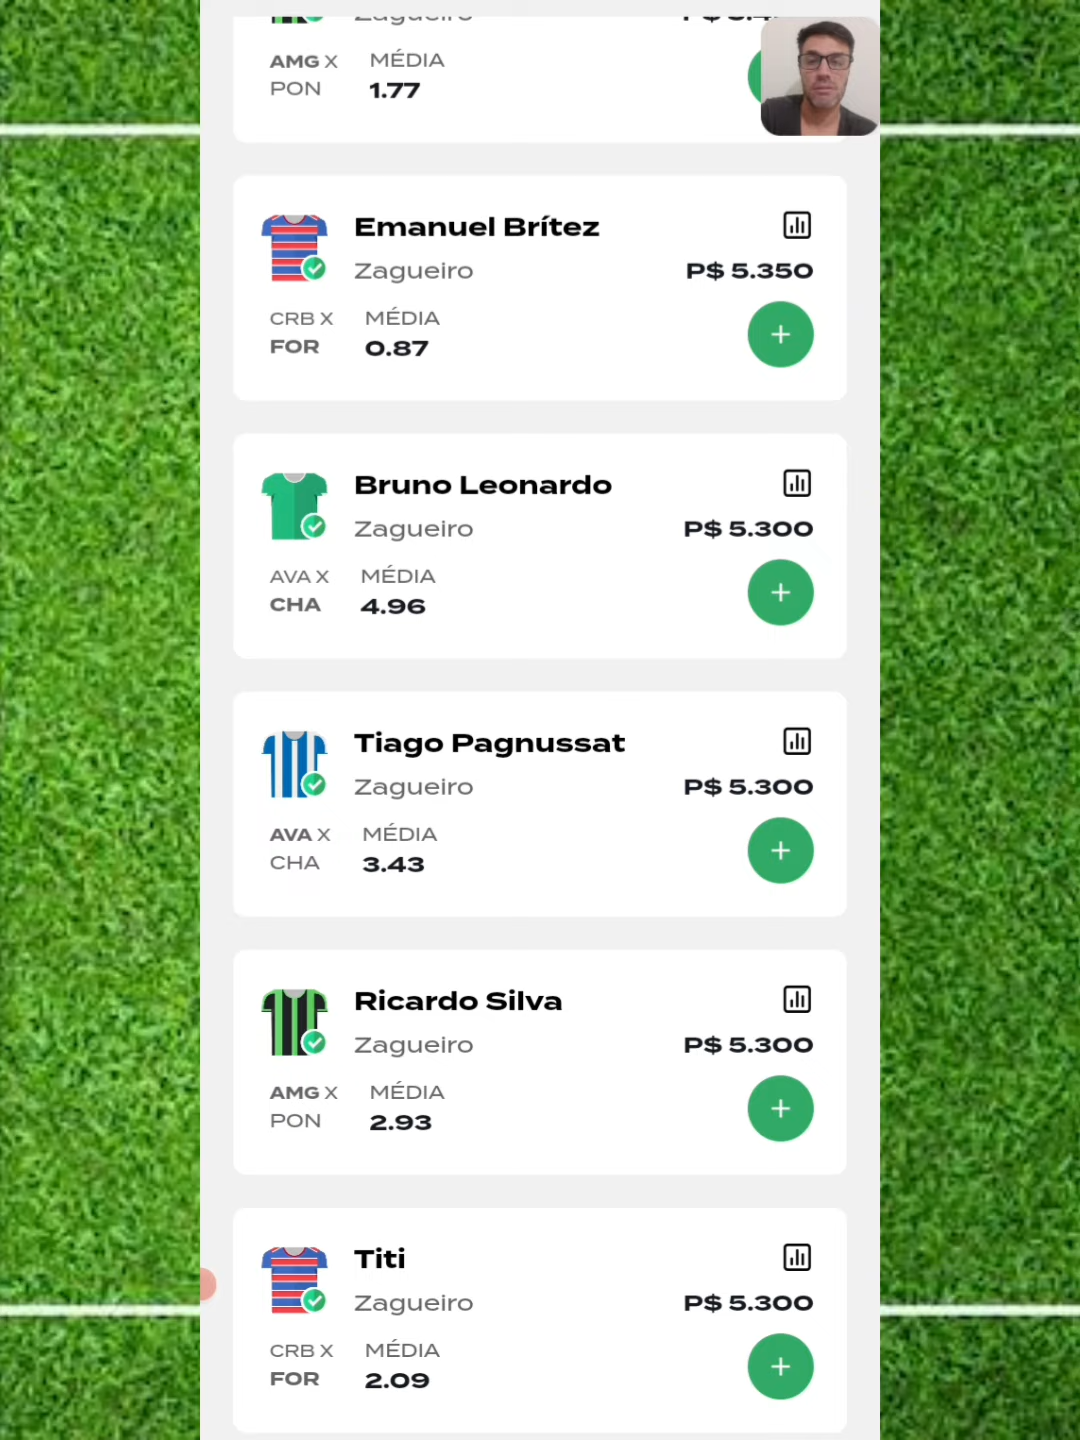 Zagueiro
AMG X
PON
MÉDIA
1.77
Emanuel Brítez
Zagueiro
P$ 5.350
CRB X
FOR
MÉDIA
0.87
Bruno Leonardo
Zagueiro
P$ 5.300
AVA X
CHA
MÉDIA
4.96
Tiago Pagnussat
Zagueiro
P$ 5.300
AVA X
CHA
MÉDIA
3.43
Ricardo Silva
Zagueiro
P$ 5.300
AMG X
PON
MÉDIA
2.93
Titi
Zagueiro
P$ 5.300
CRB X
FOR
MÉDIA
2.09